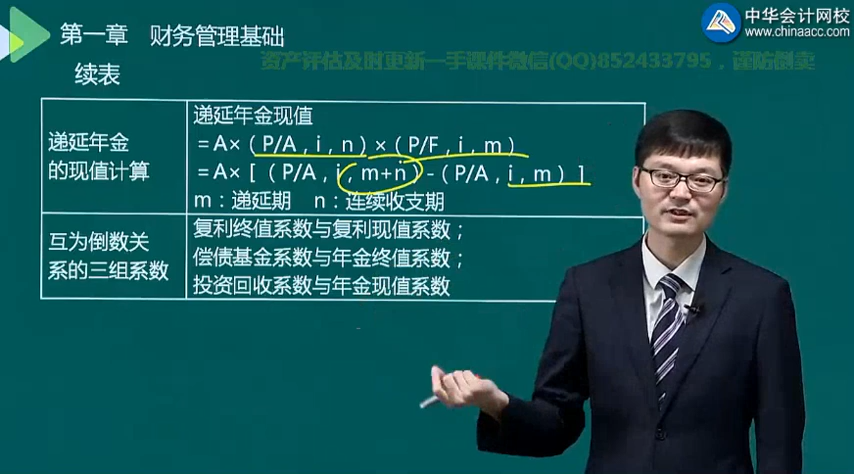 第一章 财务管理基础
中华会计网校
www.chinaacc.com
续表
资产评估及时更新一手课件微信(QQ)852433795，谨防倒卖
递延年金
的现值计算
递延年金现值
＝A×（P/A，i，n）×（P/F，i，m）
＝A×［（P/A，i，m+n）-（P/A，i，m）］
m：递延期 n：连续收支期
互为倒数关
系的三组系数
复利终值系数与复利现值系数；
偿债基金系数与年金终值系数；
投资回收系数与年金现值系数